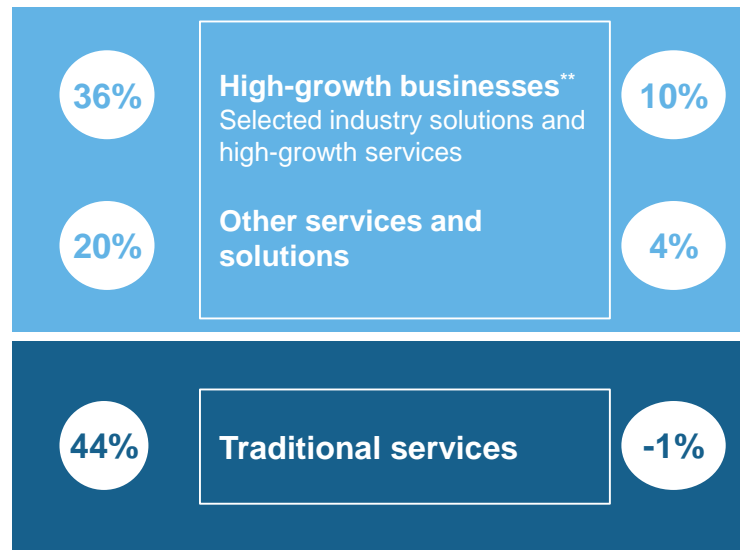 36%
High-growth businesses**
Selected industry solutions and
high-growth services
10%
20%
Other services and
solutions
4%
44%
Traditional services
-1%